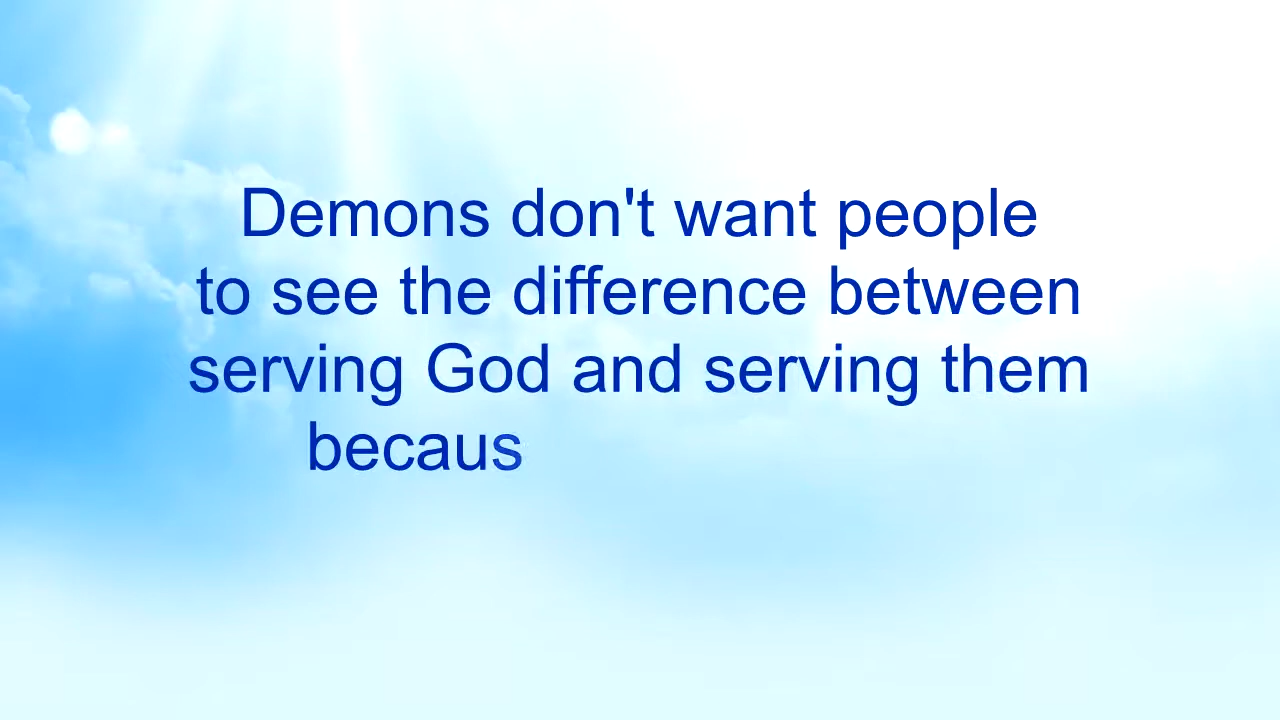 Demons don't want people
to see the difference between
serving God and serving them
becaus